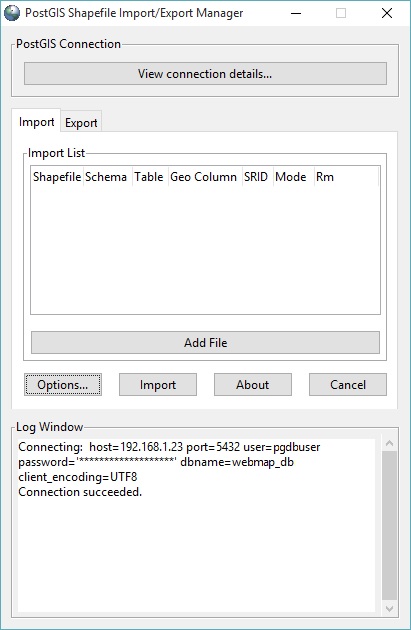 PostGIS Shapefile Import/Export Manager
PostGIS Connection
View connection details...
Import Export
Import List
Shapefile Schema Table Geo Column SRID Mode Rm
Add File
Options... Import About Cancel
Log Window
Connecting:  host=192.168.1.23 port=5432 user=pgdbuser
password='*******************' dbname=webmap_db
client_encoding=UTF8
Connection succeeded.